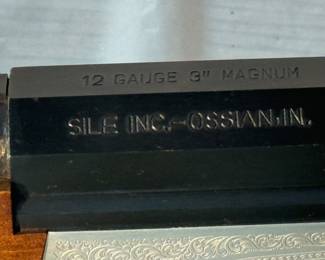 12 GAUGE 3" MAGNUM
SILE INC.-OSSIAN,IN.